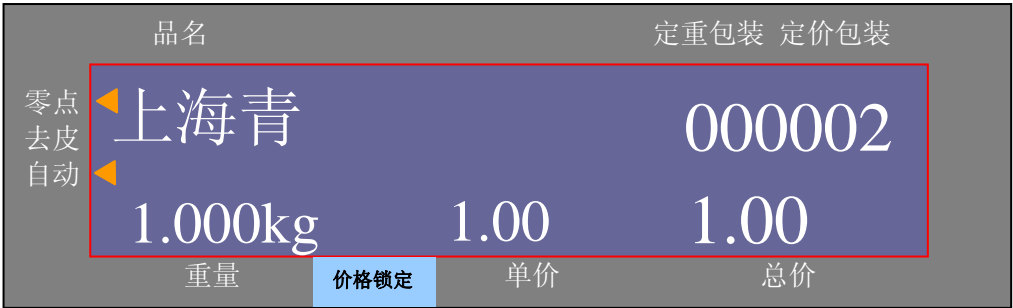 品名 定重包装 定价包装
零点
去皮
自动
上海青 000002
1.000kg 1.00 1.00
重量 价格锁定 单价 总价